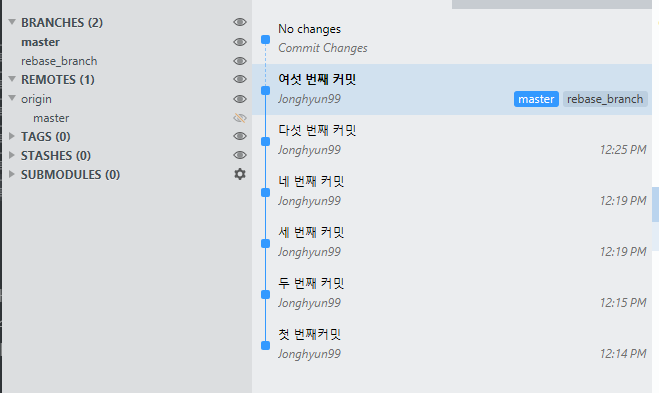 BRANCHES (2)
master
rebase_branch
REMOTES (1)
origin
master
TAGS (0)
STASHES (0)
SUBMODULES (0)
No changes
Commit Changes
여섯 번째 커밋
Jonghyun99 master rebase_branch
다섯 번째 커밋
Jonghyun99 12:25 PM
네 번째 커밋
Jonghyun99 12:19 PM
세 번째 커밋
Jonghyun99 12:19 PM
두 번째 커밋
Jonghyun99 12:15 PM
첫 번째커밋
Jonghyun99 12:14 PM